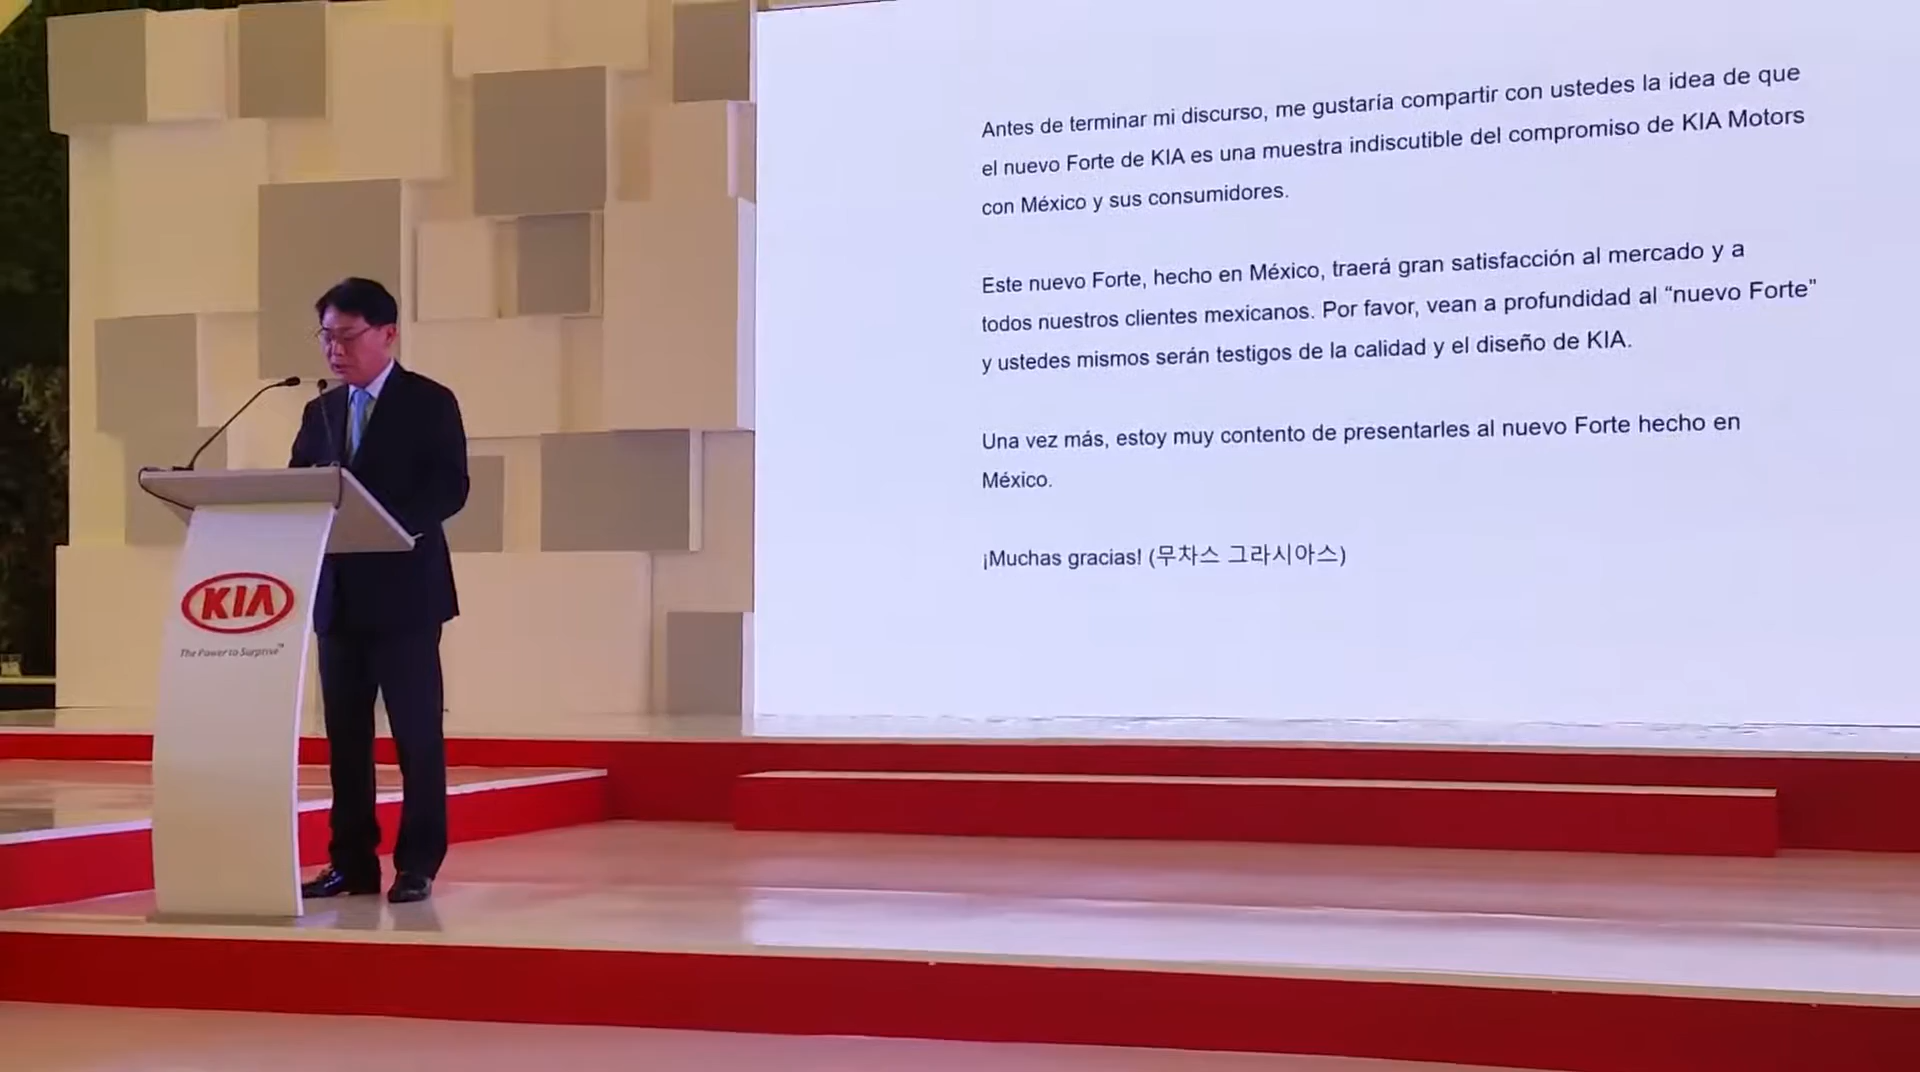 Antes de terminar mi discurso, me gustaría compartir con ustedes la idea de que
el nuevo Forte de KIA es una muestra indiscutible del compromiso de KIA Motors
con México y sus consumidores.
Este nuevo Forte, hecho en México, traerá gran satisfacción al mercado y a
todos nuestros clientes mexicanos. Por favor, vean a profundidad al “nuevo Forte”
y ustedes mismos serán testigos de la calidad y el diseño de KIA.
Una vez más, estoy muy contento de presentarles al nuevo Forte hecho en
México.
¡Muchas gracias! (무차스 그라시아스)
KIA
The Power to Surprise™